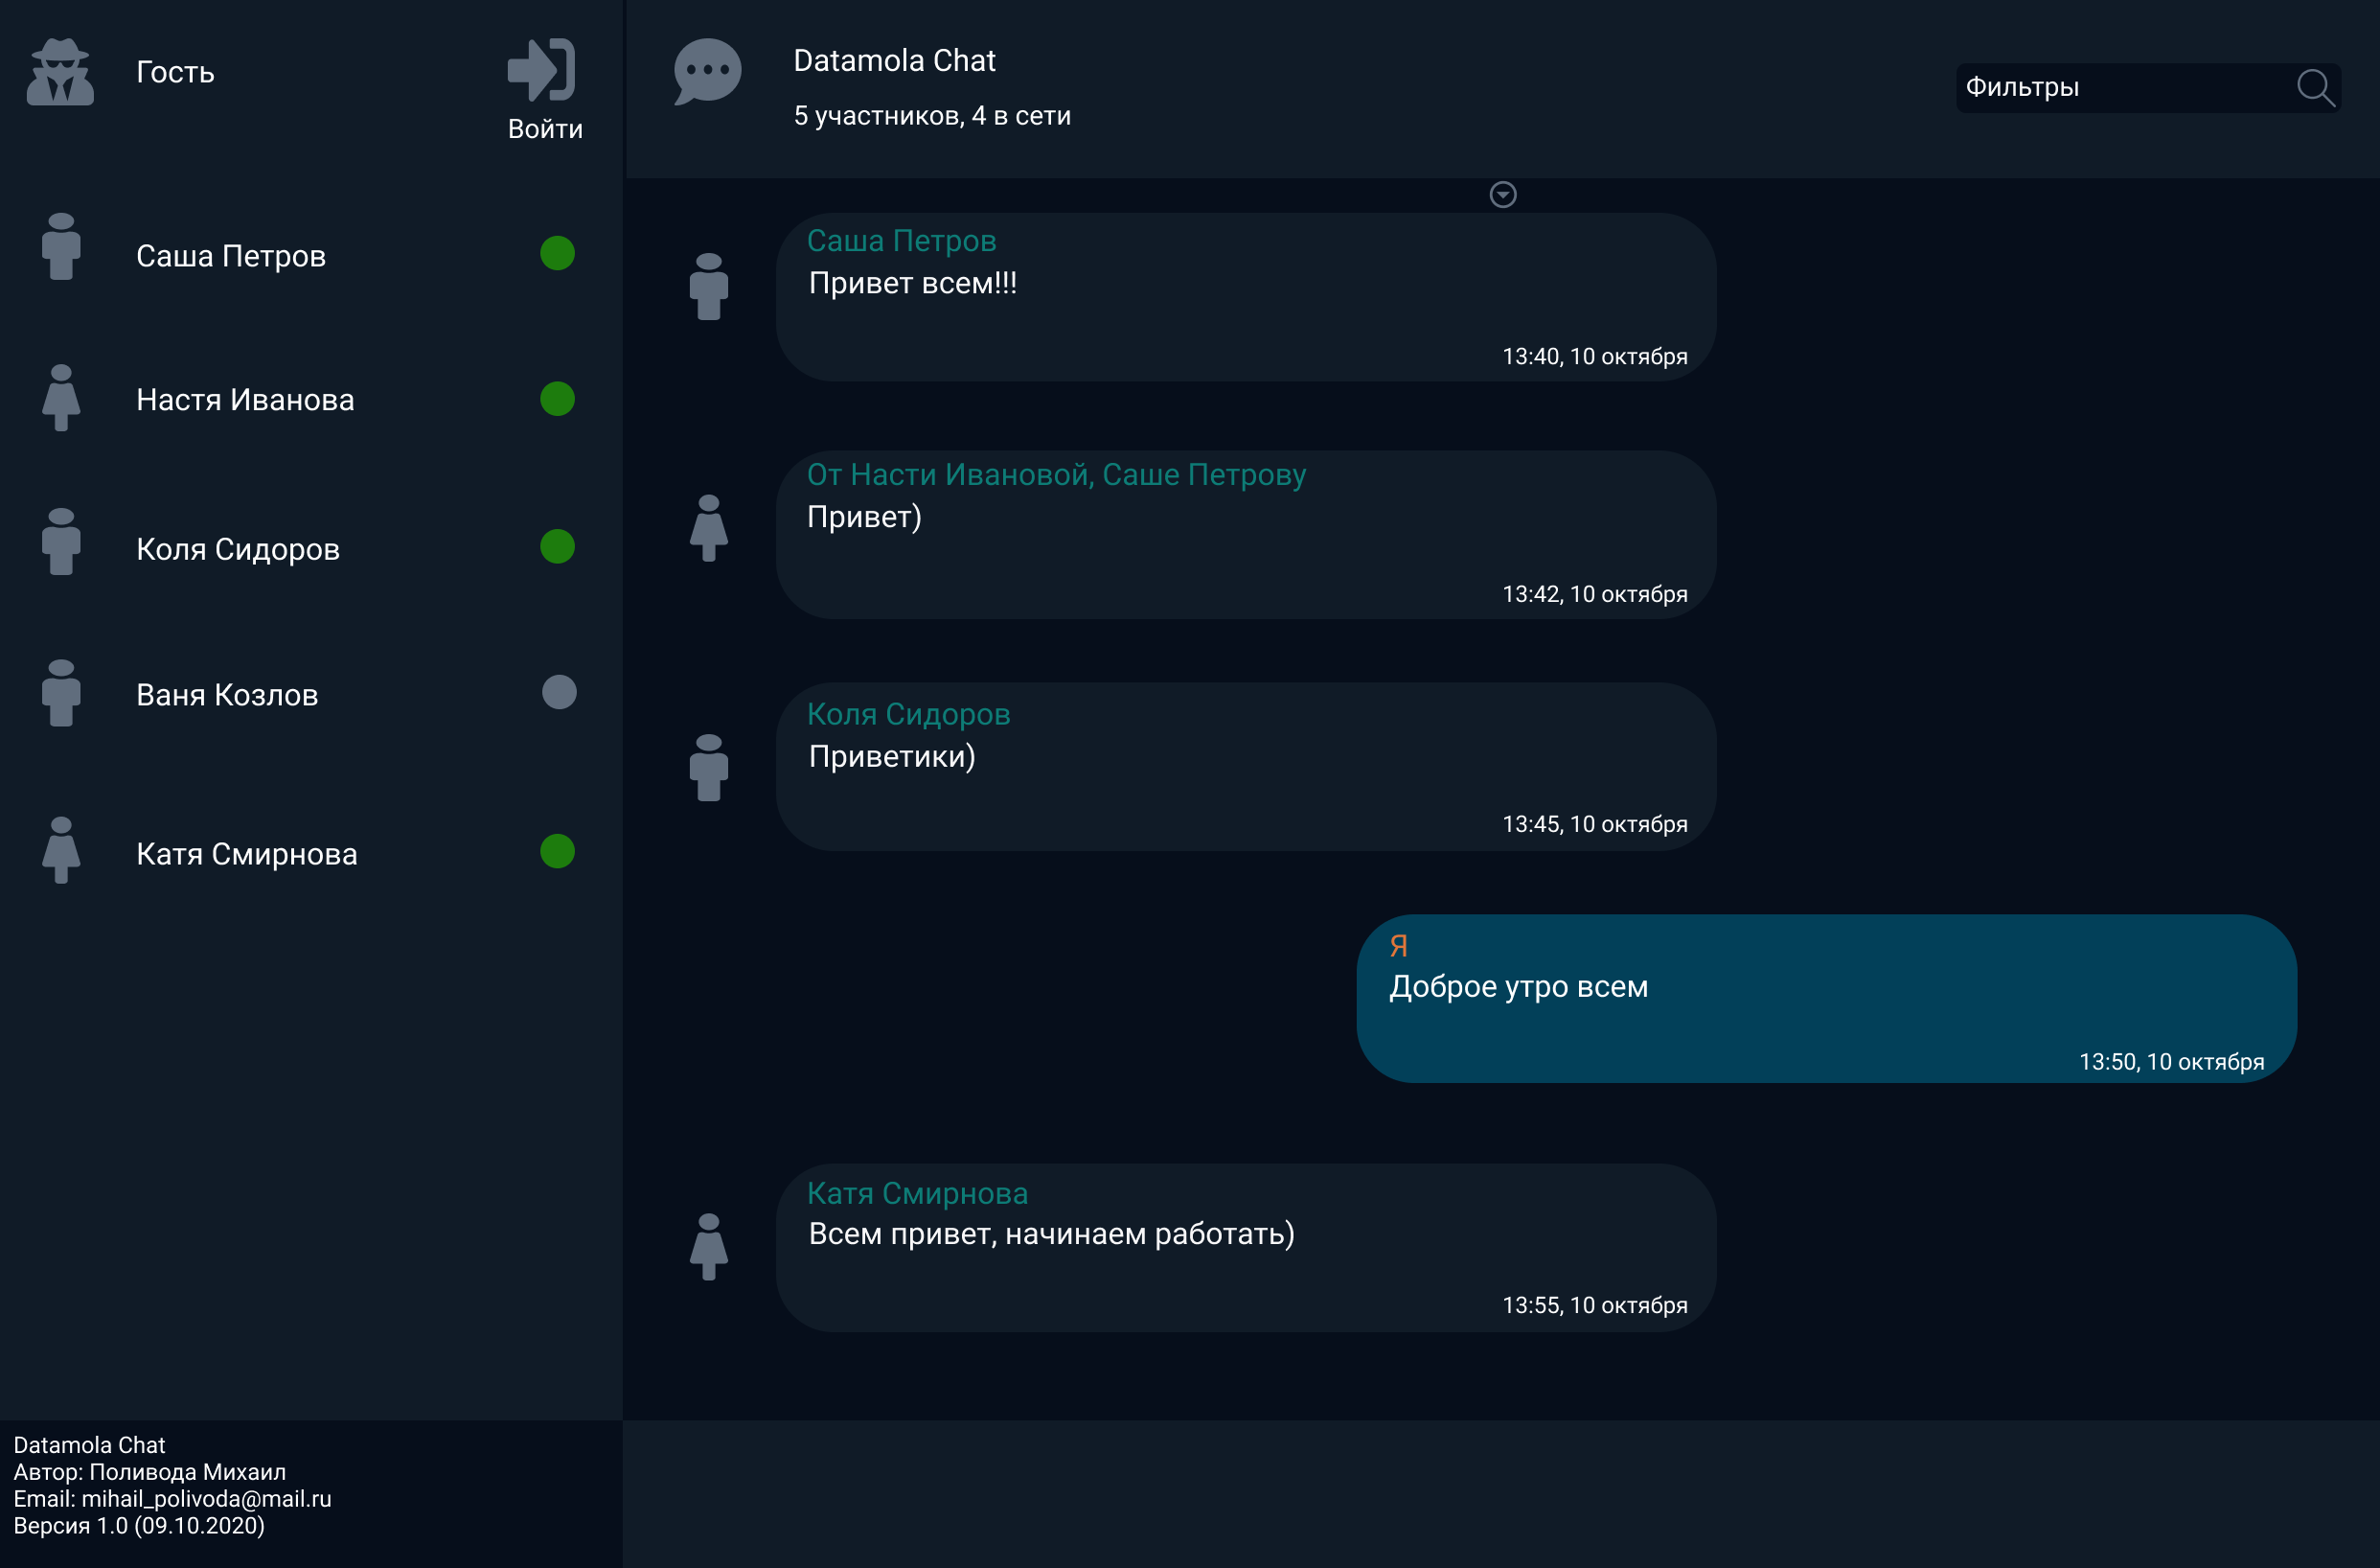 Гость
Войти
Саша Петров
Настя Иванова
Коля Сидоров
Ваня Козлов
Катя Смирнова
Datamola Chat
Автор: Поливода Михаил
Email: mihail_polivoda@mail.ru
Версия 1.0 (09.10.2020)
Datamola Chat
5 участников, 4 в сети
Фильтры
Саша Петров
Привет всем!!!
13:40, 10 октября
От Насти Ивановой, Саше Петрову
Привет)
13:42, 10 октября
Коля Сидоров
Приветики)
13:45, 10 октября
Я
Доброе утро всем
13:50, 10 октября
Катя Смирнова
Всем привет, начинаем работать)
13:55, 10 октября